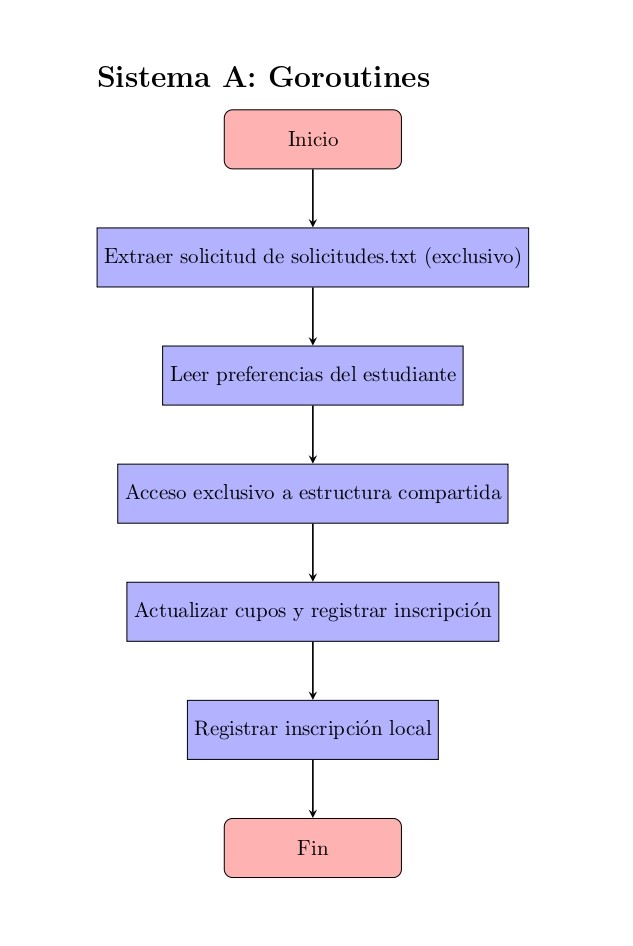 Sistema A: Goroutines
Inicio
Extraer solicitud de solicitudes.txt (exclusivo)
Leer preferencias del estudiante
Acceso exclusivo a estructura compartida
Actualizar cupos y registrar inscripción
Registrar inscripción local
Fin